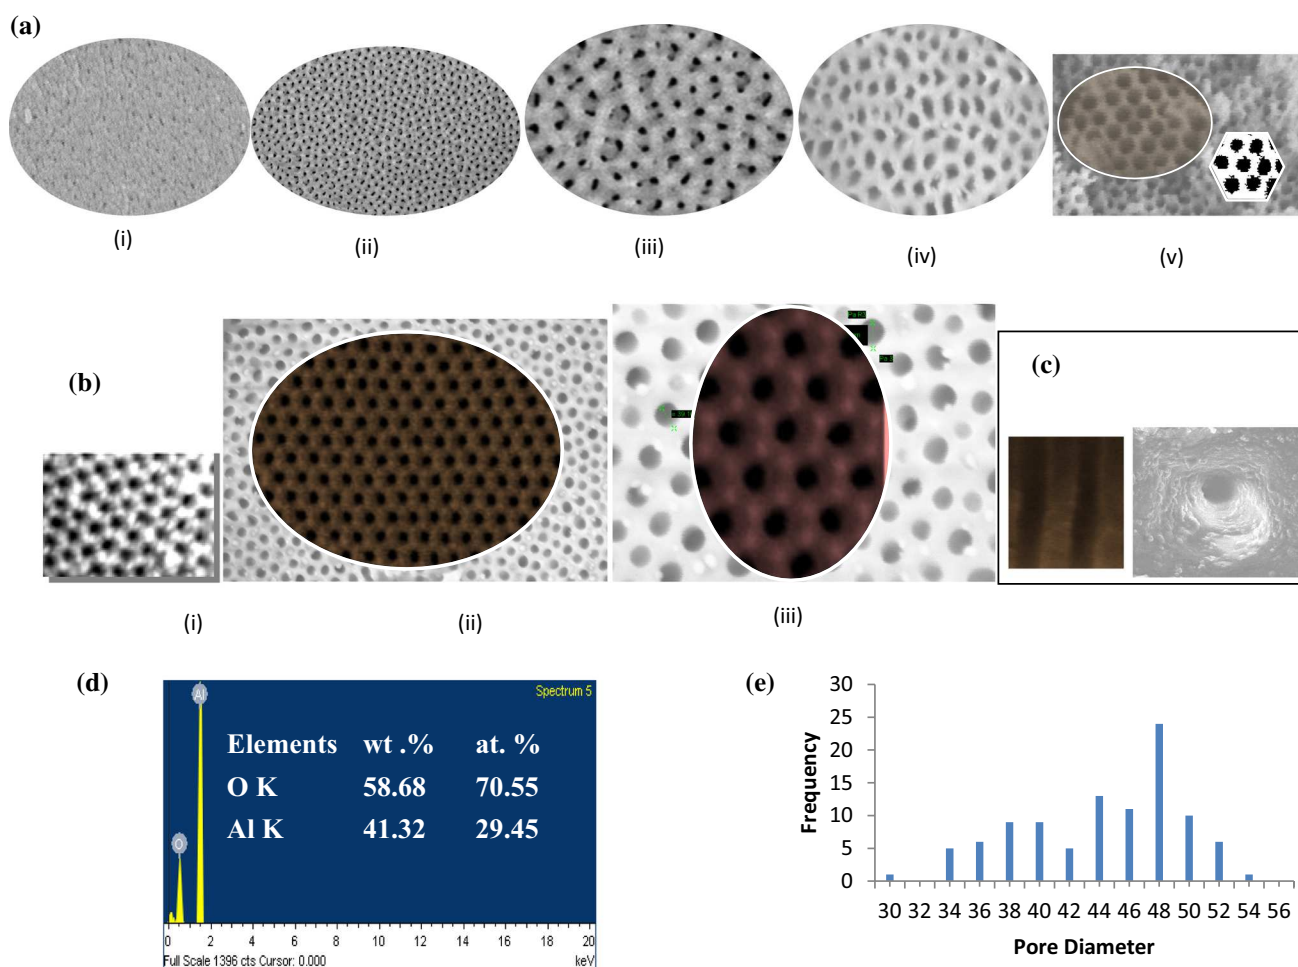 (a)
(i)
(ii)
(iii)
(iv)
(v)
(b)
(c)
(i)
(ii)
(iii)
(d)
(e)
Spectrum 5
Al
O
Elements wt .% at. %
O K 58.68 70.55
Al K 41.32 29.45
0 2 4 6 8 10 12 14 16 18 20
Full Scale 1396 cts Cursor: 0.000 keV
Frequency
30
25
20
15
10
5
0
30 32 34 36 38 40 42 44 46 48 50 52 54 56
Pore Diameter